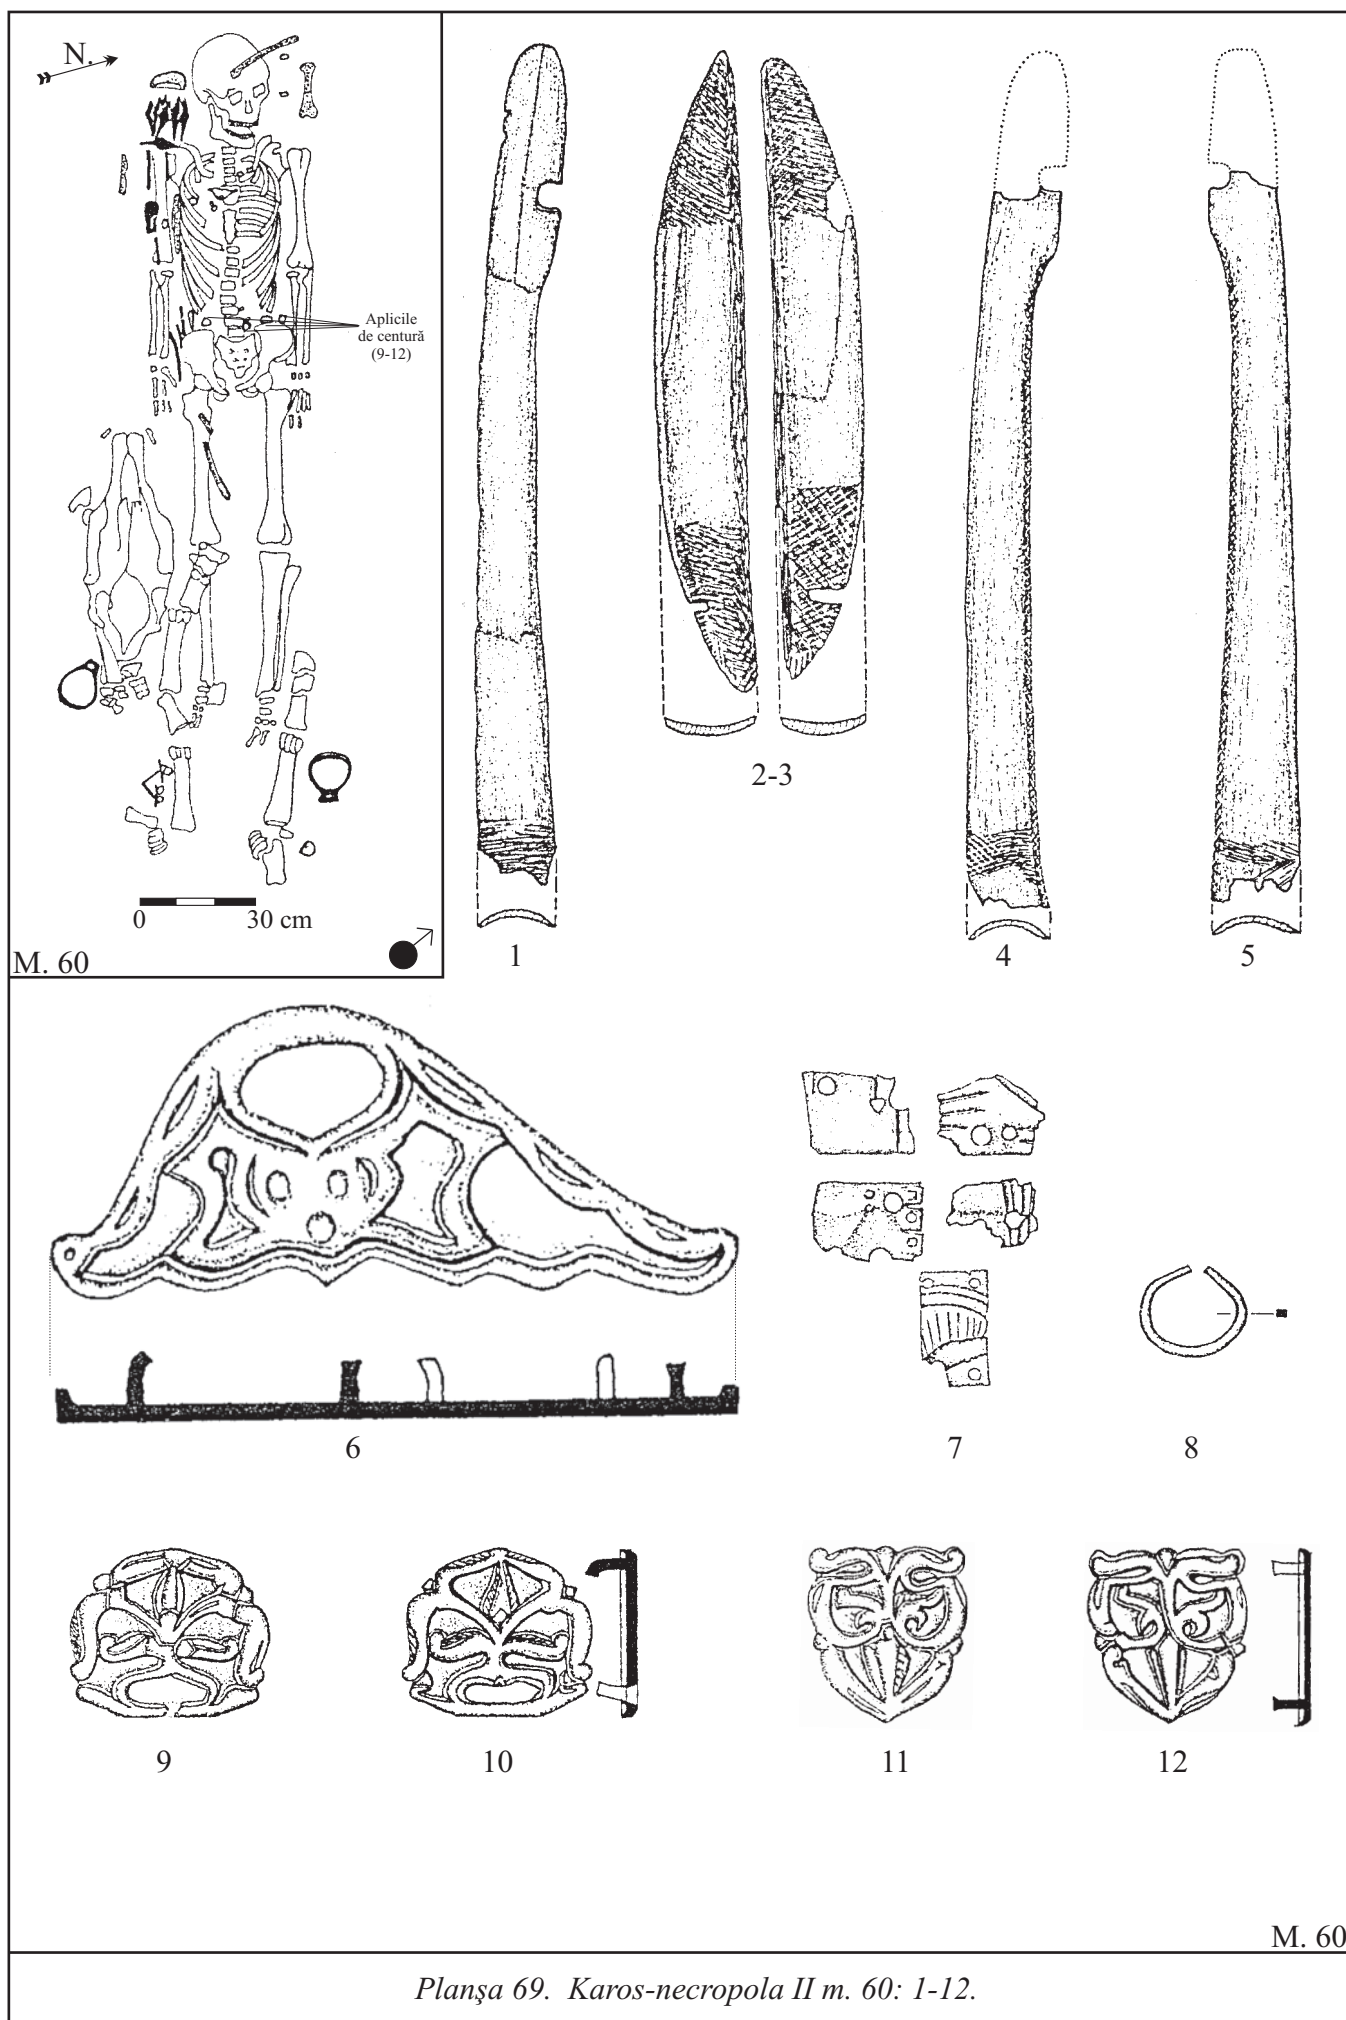 N.
Aplicile
de centură
(9-12)
0 30 cm
M. 60
1
2-3
4
5
6
7
8
9
10
11
12
M. 60
Planşa 69. Karos-necropola II m. 60: 1-12.